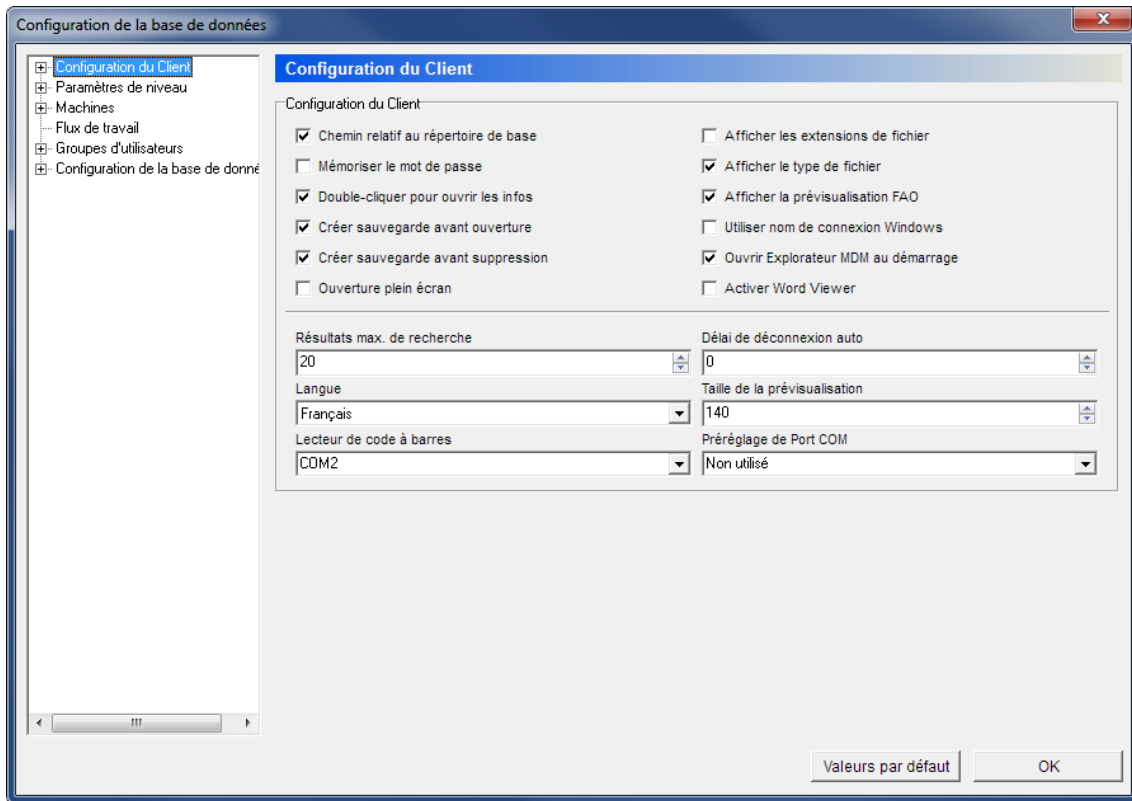 Configuration de la base de données
Configuration du Client
Paramètres de niveau
Machines
Flux de travail
Groupes d'utilisateurs
Configuration de la base de donné
Configuration du Client
Configuration du Client
Chemin relatif au répertoire de base
Afficher les extensions de fichier
Mémoriser le mot de passe
Afficher le type de fichier
Double-cliquer pour ouvrir les infos
Afficher la prévisualisation FAO
Créer sauvegarde avant ouverture
Utiliser nom de connexion Windows
Créer sauvegarde avant suppression
Ouvrir Explorateur MDM au démarrage
Ouverture plein écran
Activer Word Viewer
Résultats max. de recherche
Délai de déconnexion auto
20
0
Langue
Taille de la prévisualisation
Français
140
Lecteur de code à barres
Préréglage de Port COM
COM2
Non utilisé
Valeurs par défaut
OK